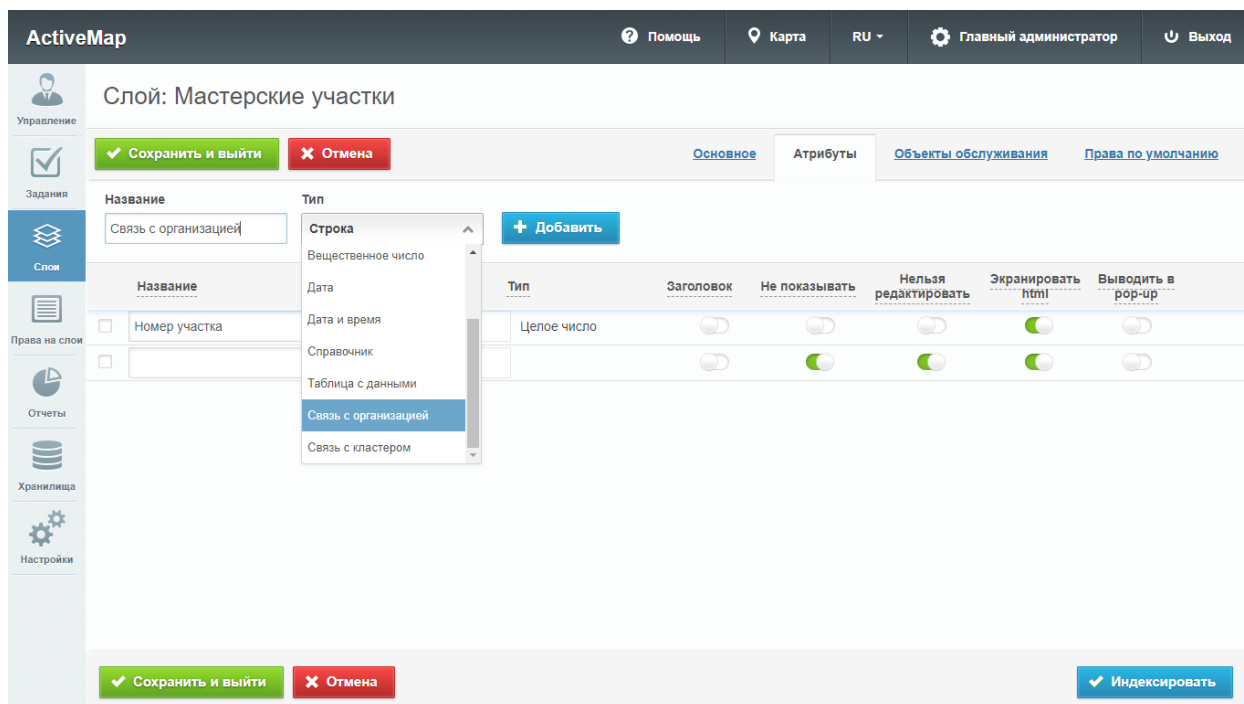 ActiveMap
Помощь
Карта
RU
Главный администратор
Выход
Управление
Задания
Слои
Права на слои
Отчеты
Хранилища
Настройки
Слой: Мастерские участки
Сохранить и выйти
Отмена
Основное
Атрибуты
Объекты обслуживания
Права по умолчанию
Название
Тип
Связь с организацией
Строка
Добавить
Вещественное число
Дата
Дата и время
Справочник
Таблица с данными
Связь с организацией
Связь с кластером
Название
Тип
Заголовок
Не показывать
Нельзя
редактировать
Экранировать
html
Выводить в
pop-up
Номер участка
Целое число
Сохранить и выйти
Отмена
Индексировать